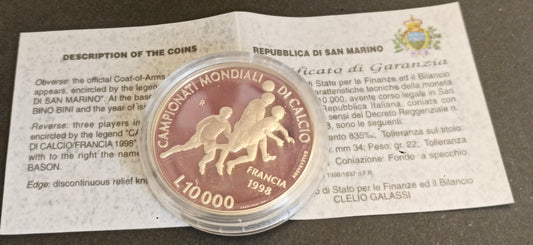 DESCRIPTION OF THE COINS
Obverse: the official Coat-of-Arms
appears, encircled by the legend
DI SAN MARINO". At the base
BINO BINI and the year of is
Reverse: three players in
encircled by the legend "CA
DI CALCIO/FRANCIA 1998"
with to the right the name
BASON.
Edge: discontinuous relief
REPUBBLICA DI SAN MARINO
ficato di Garanzia
di Stato per le Finanze ed il Bilancio
caratteristiche tecniche della moneta
10.000, avente corso legale in San
Repubblica Italiana, coniata con
sensi del Decreto Reggenziale n.
8, sono le seguenti:
835‰, Tolleranza sul titolo:
mm 34; Peso: gr. 22; Tolleranza
Coniazione: Fondo a specchio
di Stato per le Finanze ed il Bilancio
CLELIO GALASSI
CAMPIONATI MONDIALI DI CALCIO
R
FRANCIA
1998
L.10000